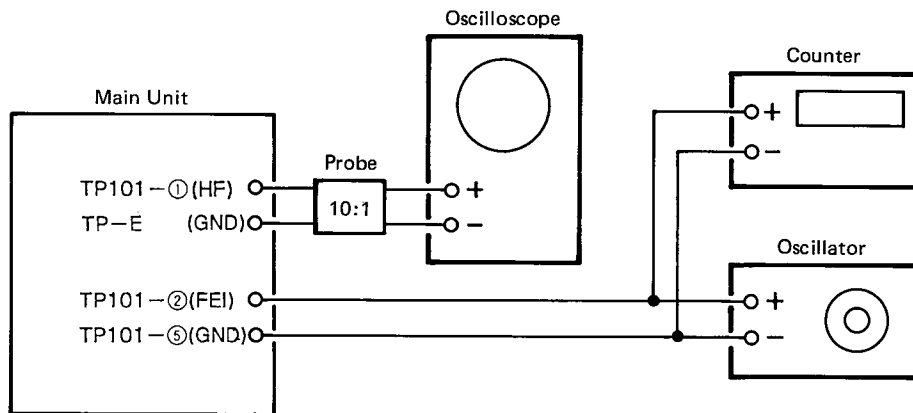 Oscilloscope
Counter
Main Unit
+
−
Probe
TP101−①(HF)
10:1
+
TP−E (GND)
−
Oscillator
TP101−②(FEI)
+
TP101−⑤(GND)
−